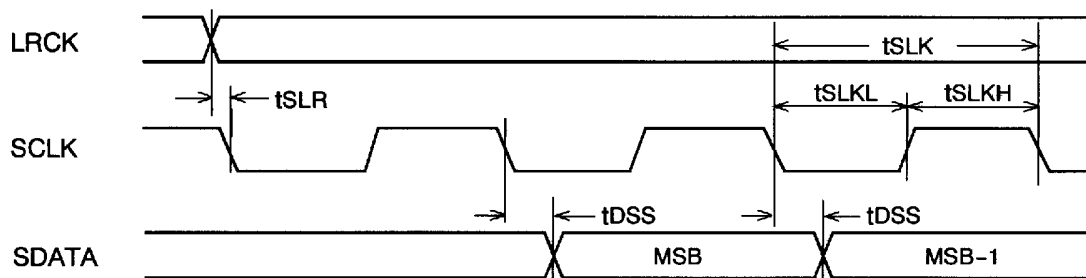 LRCK
tSLK
tSLR
tSLKL
tSLKH
SCLK
tDSS
tDSS
SDATA
MSB
MSB-1